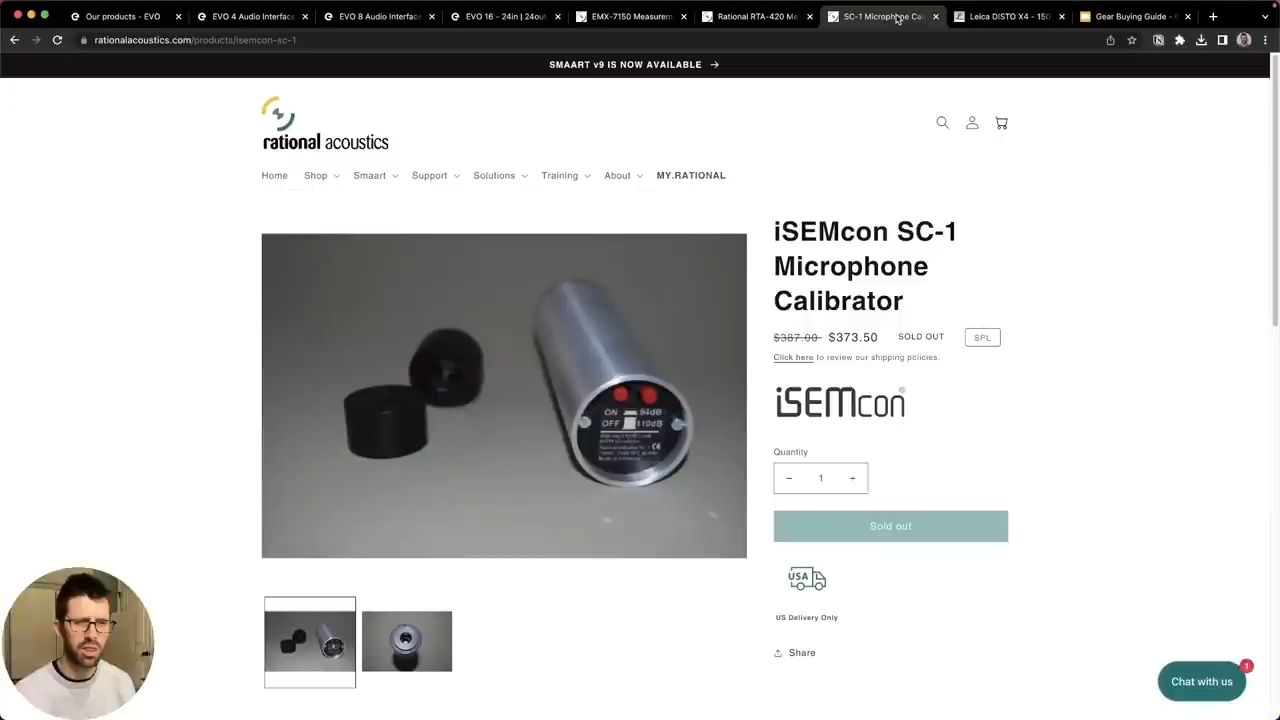 Our products - EVO
EVO 4 Audio Interface
EVO 8 Audio Interface
EVO 16 - 24in | 24out
EMX-7150 Measurem
Rational RTA-420 Me
SC-1 Microphone Cal
Leica DISTO X4 - 150
Gear Buying Guide -
rationalacoustics.com/products/isemcon-sc-1
SMAART v9 IS NOW AVAILABLE →
rational acoustics
Home Shop Smaart Support Solutions Training About MY.RATIONAL
iSEMcon SC-1
Microphone
Calibrator
$387.00 $373.50 SOLD OUT SPL
Click here to review our shipping policies.
iSEMcon®
Quantity
− 1 +
Sold out
USA
US Delivery Only
Share
ON 94dB
OFF 110dB
Chat with us
1